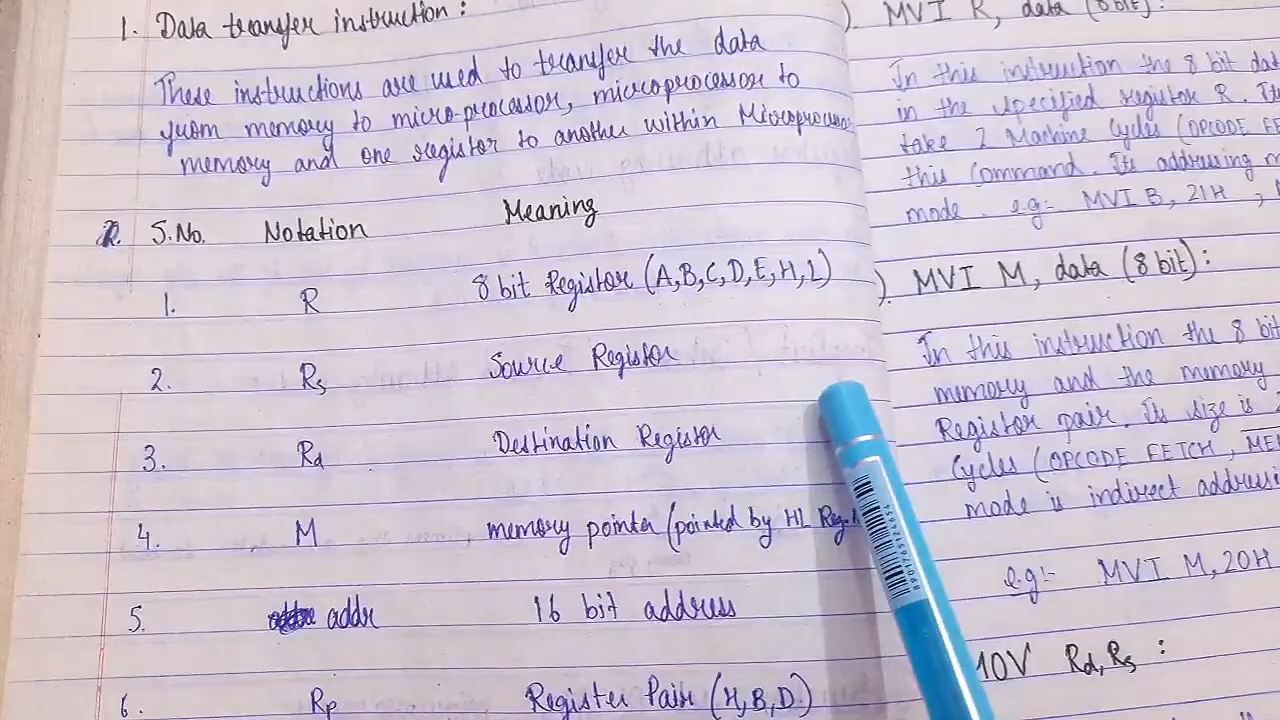 1. Data transfer instruction:
These instructions are used to transfer the data
from memory to micro-processor, microprocessor to
memory and one register to another within
S.No. Notation Meaning
1. R 8 bit Register (A,B,C,D,E,H,L)
2. Rs Source Register
3. Rd Destination Register
4. M memory pointer (pointed by HL
5. addr 16 bit address
6. Rp Register Pair (H,B,D)
). MVI R, data (8 bit):
In this instruction the 8 bit
in the specified register R.
take 2 Machine Cycles (OPCODE
this Command. Its addressing
mode. e.g:- MVI B, 21H ,
). MVI M, data (8 bit):
In this instruction the 8 bit
memory and the memory
Register pair. Its size is
Cycles (OPCODE FETCH,
mode is indirect
e.g:- MVI M, 20H
Rd, Rs :